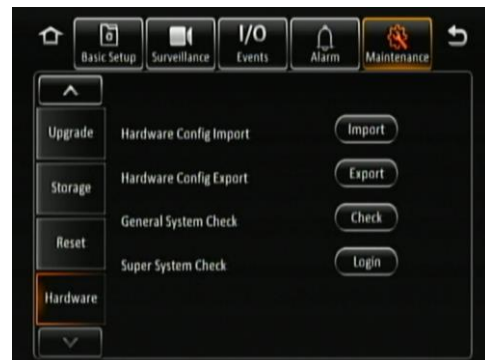 Basic Setup
Surveillance
I/O
Events
Alarm
Maintenance
Upgrade
Storage
Reset
Hardware
Hardware Config Import
Import
Hardware Config Export
Export
General System Check
Check
Super System Check
Login